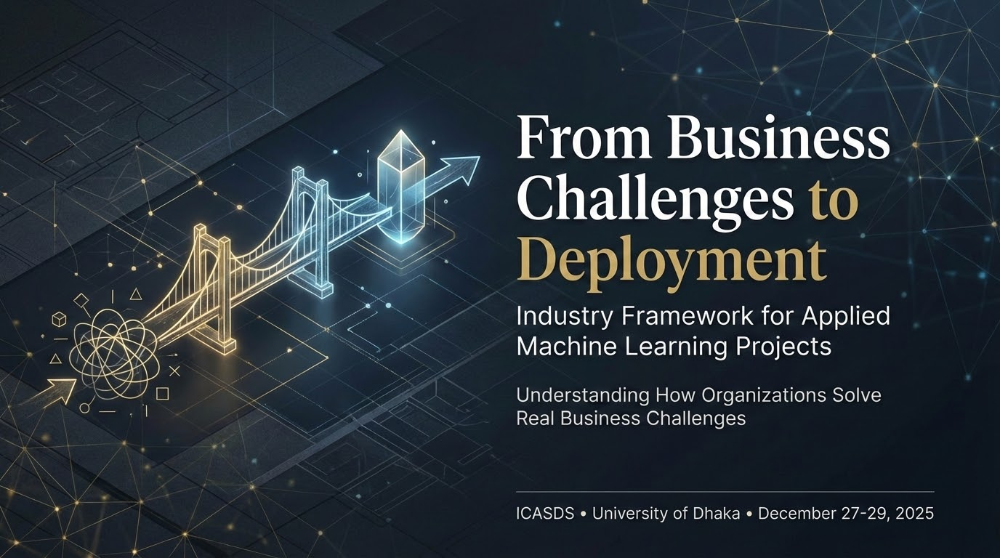 From Business
Challenges to
Deployment
Industry Framework for Applied
Machine Learning Projects
Understanding How Organizations Solve
Real Business Challenges
ICASDS • University of Dhaka • December 27-29, 2025